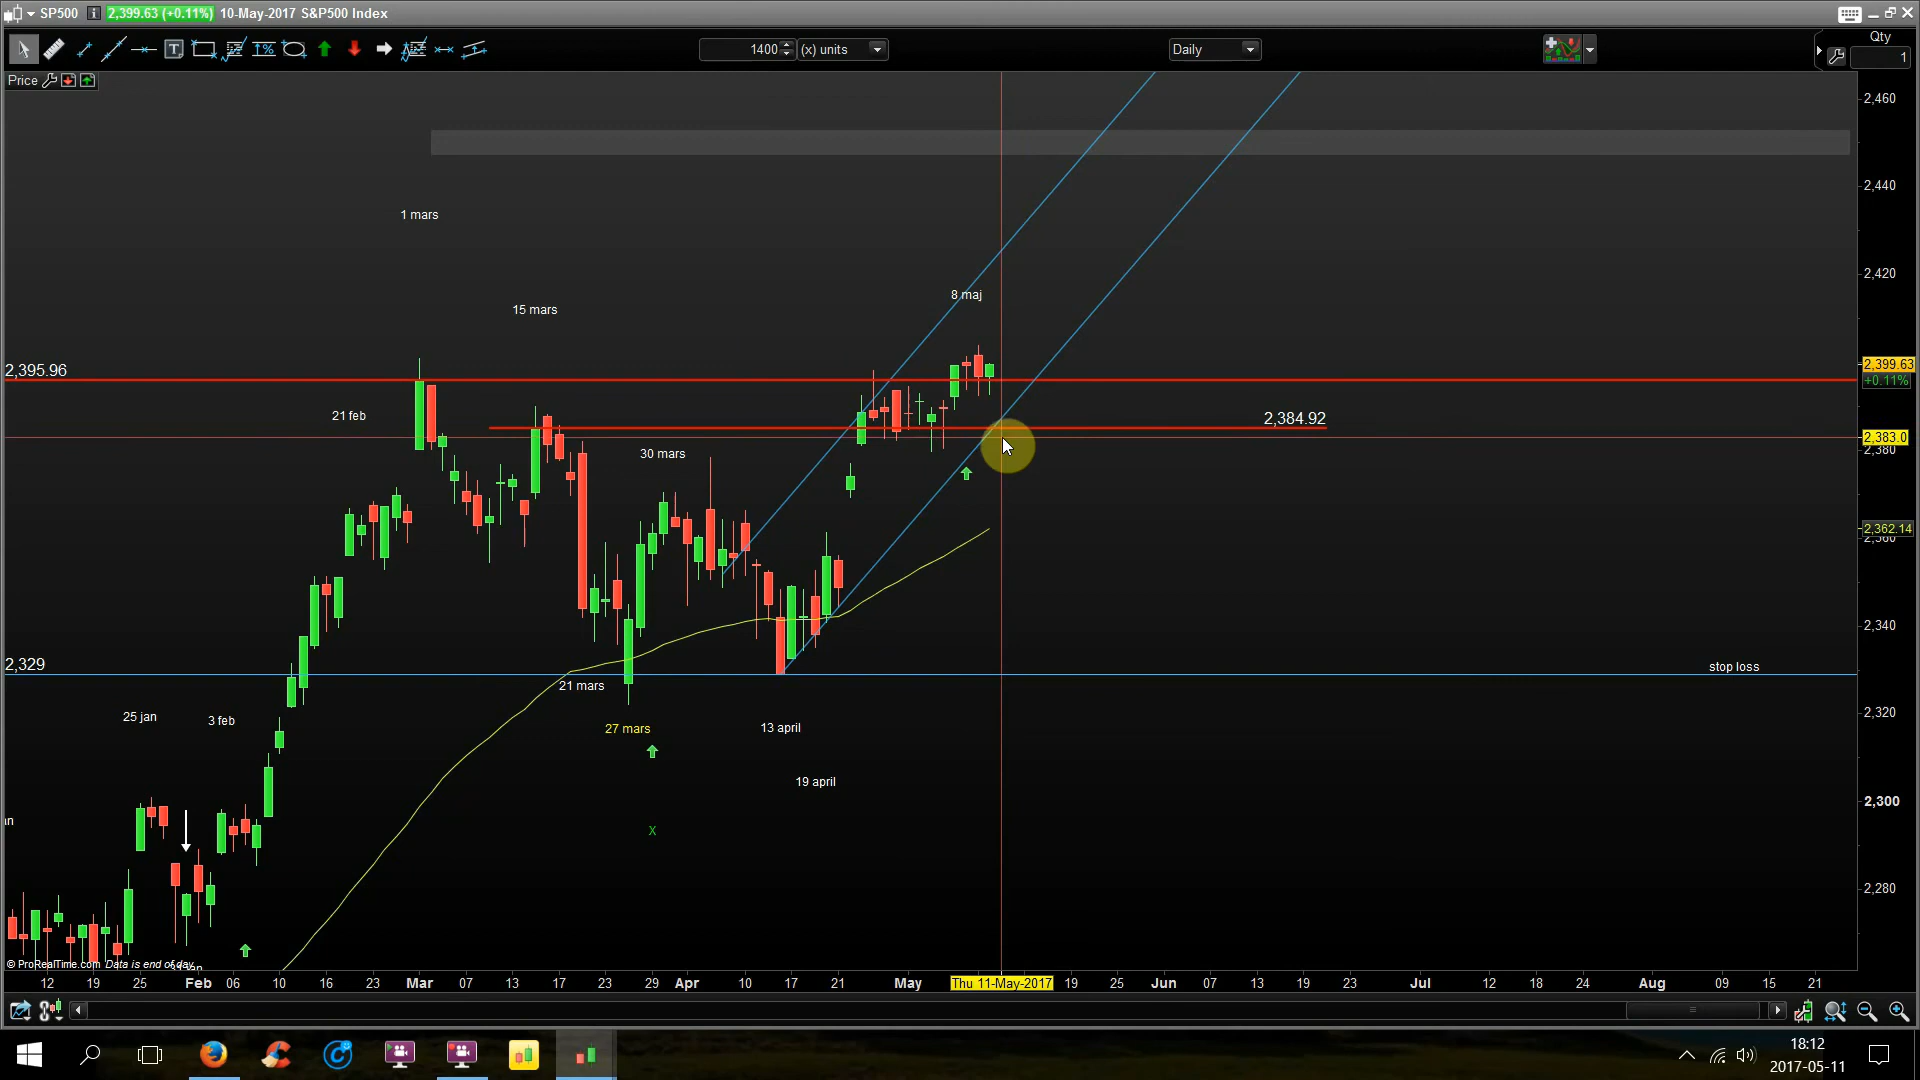 SP500 i 2,399.63 (+0.11%) 10-May-2017 S&P500 Index
1400 (x) units Daily Qty
1
Price
2,460
2,440
1 mars
2,420
8 maj
15 mars
2,395.96
2,399.63
+0.11%
21 feb
2,384.92
2,383.0
2,380
30 mars
2,362.14
2,360
2,340
2,329
stop loss
21 mars
25 jan
3 feb
2,320
27 mars
13 april
19 april
2,300
X
2,280
© ProRealTime.com Data is end of day
12 19 25 Feb 06 10 16 23 Mar 07 13 17 23 29 Apr 10 17 21 May Thu 11-May-2017 19 25 Jun 07 13 19 23 Jul 12 18 24 Aug 09 15 21
18:12
2017-05-11